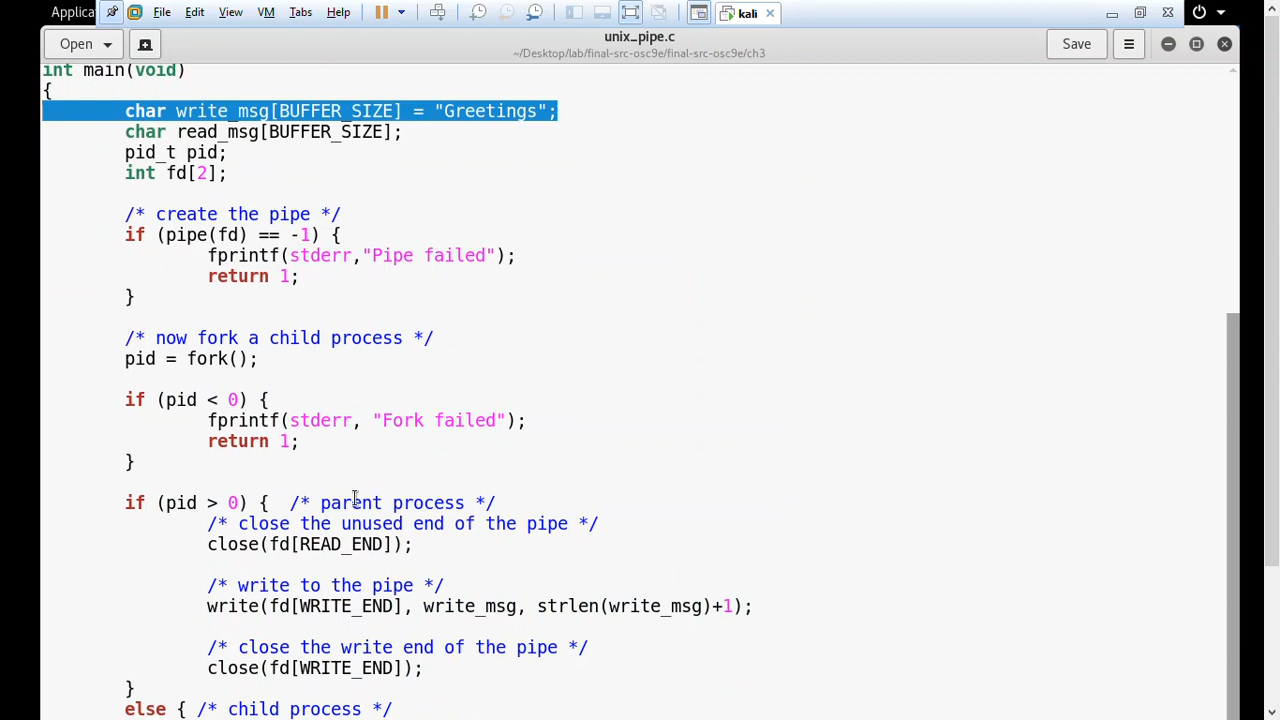 Applica File Edit View VM Tabs Help kali
Open unix_pipe.c Save
~/Desktop/lab/final-src-osc9e/final-src-osc9e/ch3
int main(void)
{
char write_msg[BUFFER_SIZE] = "Greetings";
char read_msg[BUFFER_SIZE];
pid_t pid;
int fd[2];
/* create the pipe */
if (pipe(fd) == -1) {
fprintf(stderr,"Pipe failed");
return 1;
}
/* now fork a child process */
pid = fork();
if (pid < 0) {
fprintf(stderr, "Fork failed");
return 1;
}
if (pid > 0) { /* parent process */
/* close the unused end of the pipe */
close(fd[READ_END]);
/* write to the pipe */
write(fd[WRITE_END], write_msg, strlen(write_msg)+1);
/* close the write end of the pipe */
close(fd[WRITE_END]);
}
else { /* child process */